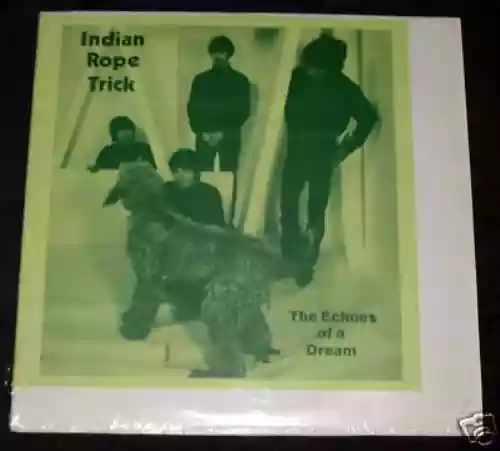 Indian
Rope
Trick
The Echoes
of a
Dream